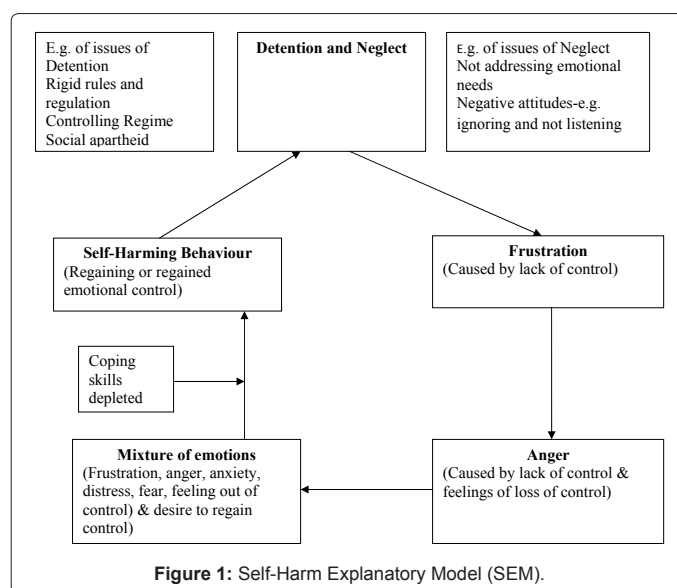 E.g. of issues of
Detention
Rigid rules and
regulation
Controlling Regime
Social apartheid
Detention and Neglect
E.g. of issues of Neglect
Not addressing emotional
needs
Negative attitudes-e.g.
ignoring and not listening
Self-Harming Behaviour
(Regaining or regained
emotional control)
Frustration
(Caused by lack of control)
Coping
skills
depleted
Mixture of emotions
(Frustration, anger, anxiety,
distress, fear, feeling out of
control) & desire to regain
control)
Anger
(Caused by lack of control &
feelings of loss of control)
Figure 1: Self-Harm Explanatory Model (SEM).